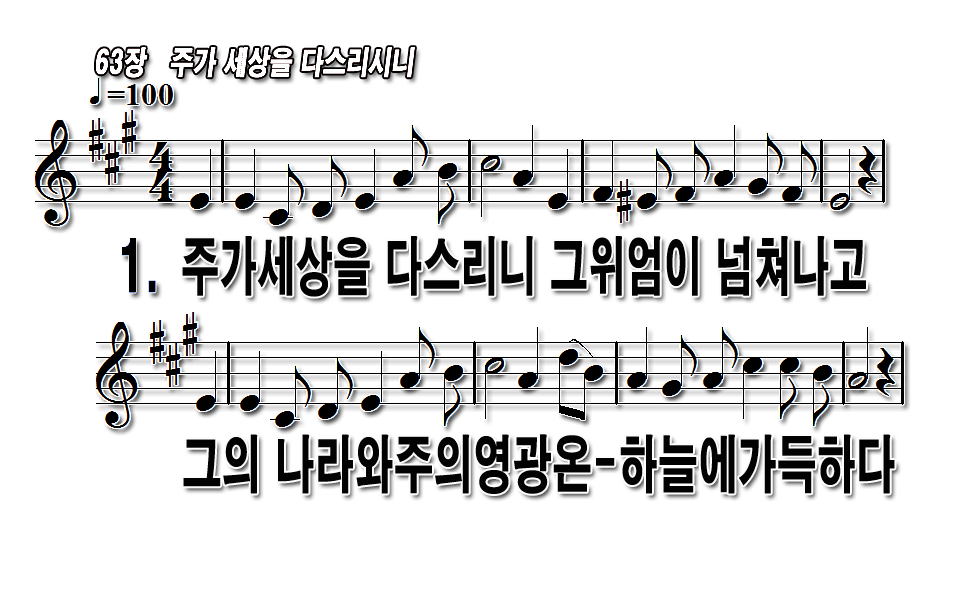 63장 주가 세상을 다스리시니
♩=100
4
4
1. 주가세상을 다스리니 그위엄이 넘쳐나고
그의 나라와주의영광온-하늘에가득하다